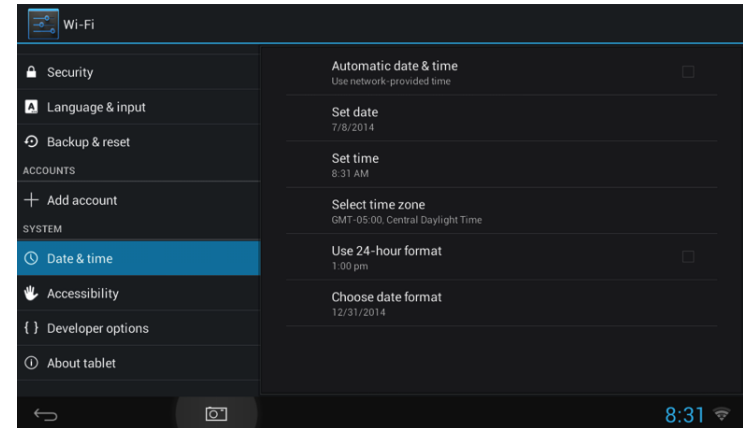 Wi-Fi
Security
Language & input
Backup & reset
ACCOUNTS
Add account
SYSTEM
Date & time
Accessibility
{ } Developer options
About tablet
Automatic date & time
Use network-provided time
Set date
7/8/2014
Set time
8:31 AM
Select time zone
GMT-05:00, Central Daylight Time
Use 24-hour format
1:00 pm
Choose date format
12/31/2014
8:31